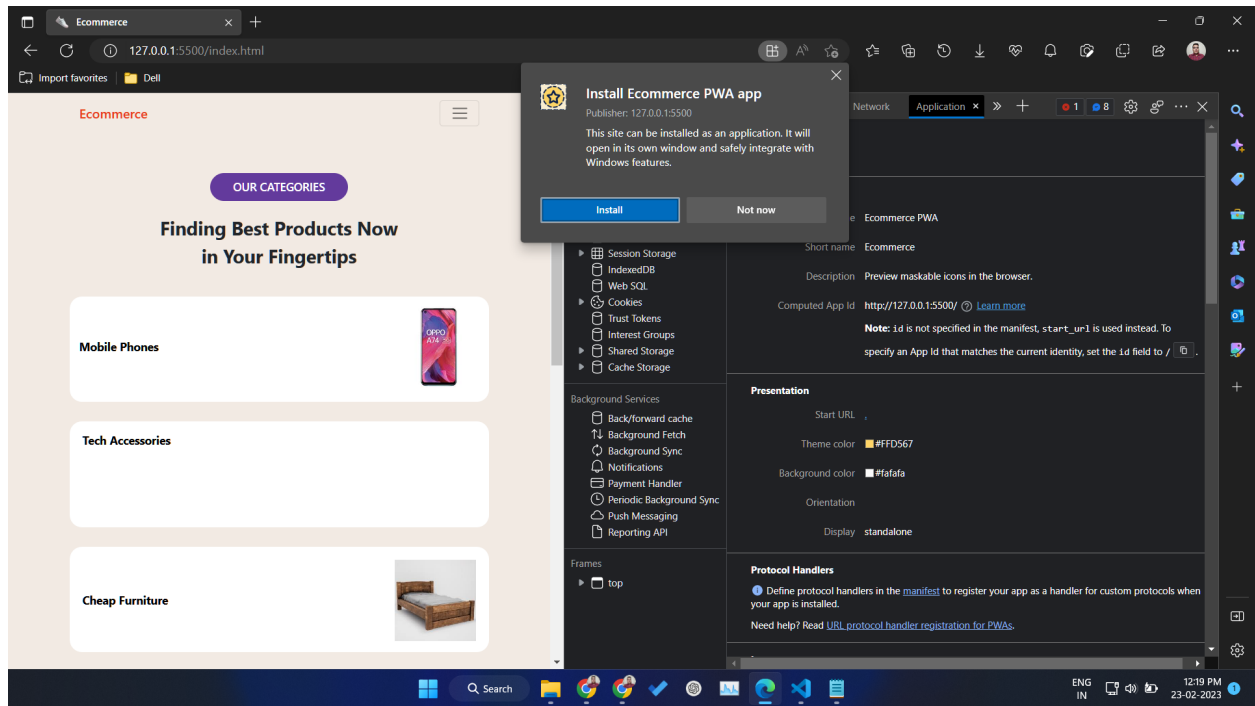 Ecommerce
127.0.0.1:5500/index.html
Import favorites
Dell
Ecommerce
OUR CATEGORIES
Finding Best Products Now
in Your Fingertips
Mobile Phones
OPPO
A74
Tech Accessories
Cheap Furniture
Install Ecommerce PWA app
Publisher: 127.0.0.1:5500
This site can be installed as an application. It will
open in its own window and safely integrate with
Windows features.
Install
Not now
Network
Application
1
8
Session Storage
IndexedDB
Web SQL
Cookies
Trust Tokens
Interest Groups
Shared Storage
Cache Storage
Background Services
Back/forward cache
Background Fetch
Background Sync
Notifications
Payment Handler
Periodic Background Sync
Push Messaging
Reporting API
Frames
top
e Ecommerce PWA
Short name Ecommerce
Description Preview maskable icons in the browser.
Computed App Id http://127.0.0.1:5500/ Learn more
Note: id is not specified in the manifest, start_url is used instead. To
specify an App Id that matches the current identity, set the id field to / .
Presentation
Start URL .
Theme color #FFD567
Background color #fafafa
Orientation
Display standalone
Protocol Handlers
Define protocol handlers in the manifest to register your app as a handler for custom protocols when
your app is installed.
Need help? Read URL protocol handler registration for PWAs.
Search
ENG
IN
12:19 PM
23-02-2023
1